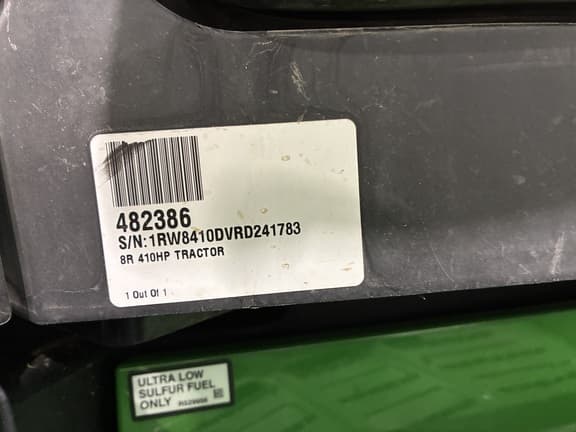 482386
S/N:1RW8410DVRD241783
8R 410HP TRACTOR
1 Out Of 1
ULTRA LOW
SULFUR FUEL
ONLY